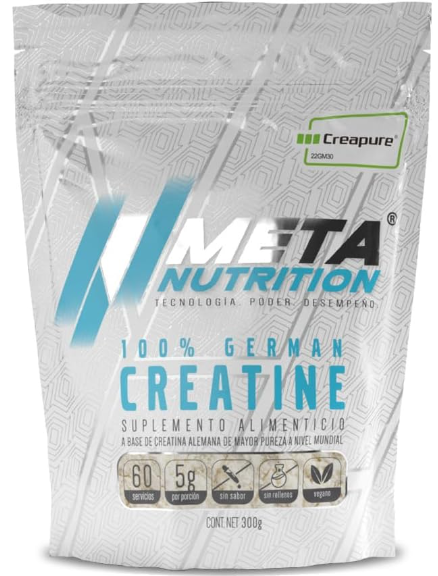 Creapure®
22GM30
META®
NUTRITION
TECNOLOGÍA. PODER. DESEMPEÑO.
100% GERMAN
CREATINE
SUPLEMENTO ALIMENTICIO
A BASE DE CREATINA ALEMANA DE MAYOR PUREZA A NIVEL MUNDIAL
60 servicios
5g por porción
sin sabor
sin rellenos
vegano
CONT. NET 300g